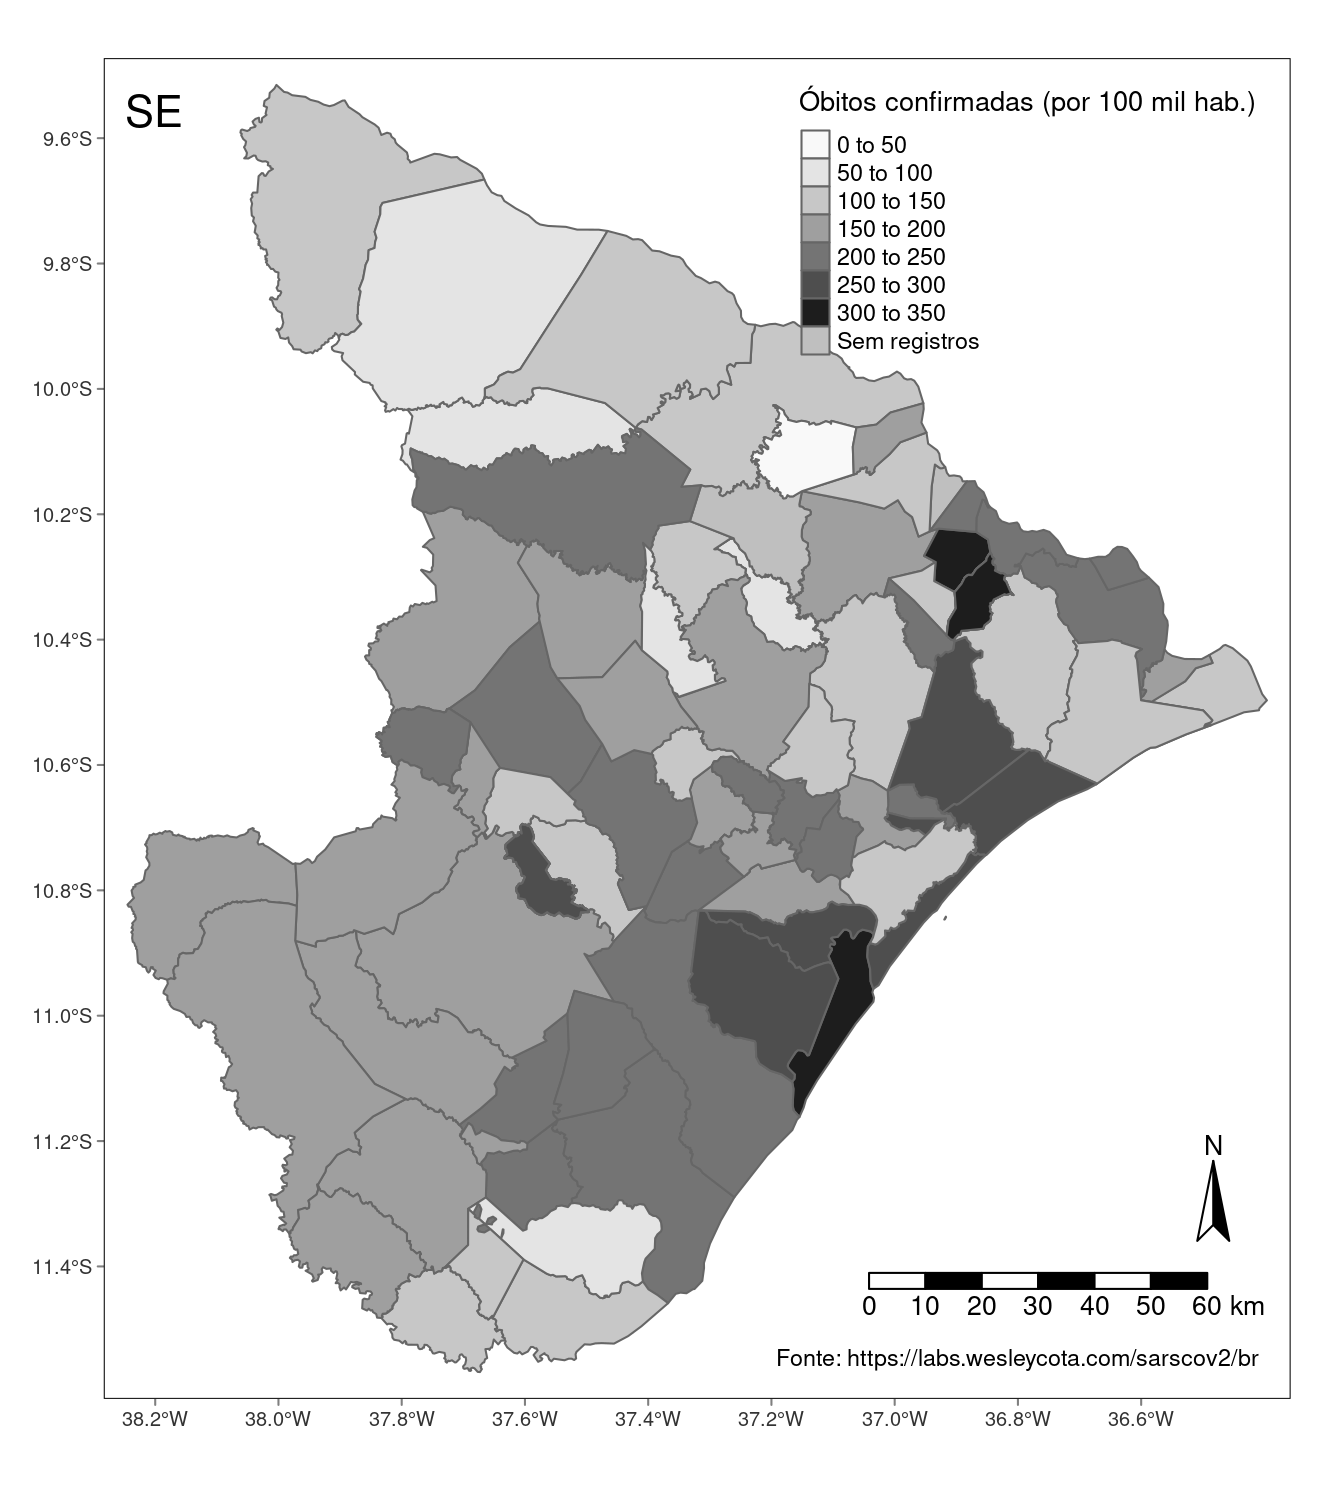 SE
Óbitos confirmadas (por 100 mil hab.)
0 to 50
50 to 100
100 to 150
150 to 200
200 to 250
250 to 300
300 to 350
Sem registros
9.6°S
9.8°S
10.0°S
10.2°S
10.4°S
10.6°S
10.8°S
11.0°S
11.2°S
11.4°S
N
0 10 20 30 40 50 60 km
Fonte: https://labs.wesleycota.com/sarscov2/br
38.2°W 38.0°W 37.8°W 37.6°W 37.4°W 37.2°W 37.0°W 36.8°W 36.6°W